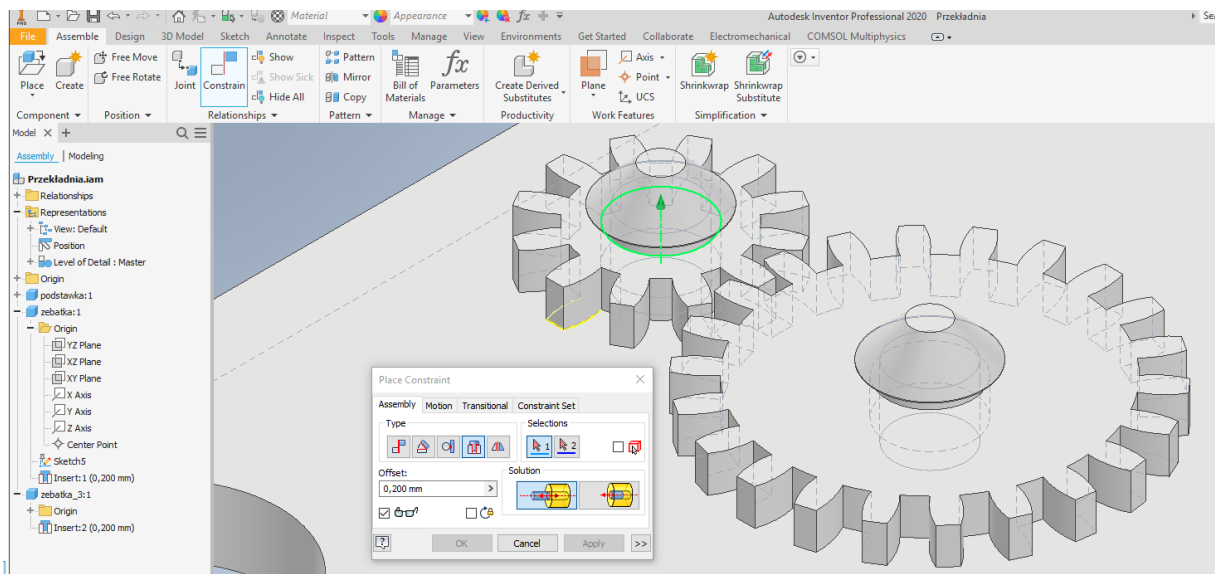 PRO
Material
Appearance
fx
Autodesk Inventor Professional 2020 Przekładnia
Sea
File Assemble Design 3D Model Sketch Annotate Inspect Tools Manage View Environments Get Started Collaborate Electromechanical COMSOL Multiphysics
Place
Create
Free Move
Free Rotate
Joint
Constrain
Show
Show Sick
Hide All
Pattern
Mirror
Copy
Bill of
Materials
fx
Parameters
Create Derived
Substitutes
Plane
Axis
Point
UCS
Shrinkwrap
Shrinkwrap
Substitute
Component Position Relationships Pattern Manage Productivity Work Features Simplification
Model × +
Assembly | Modeling
Przekładnia.iam
Relationships
Representations
View: Default
Position
Level of Detail : Master
Origin
podstawka:1
zebatka:1
Origin
YZ Plane
XZ Plane
XY Plane
X Axis
Y Axis
Z Axis
Center Point
Sketch5
Insert:1 (0,200 mm)
zebatka_3:1
Origin
Insert:2 (0,200 mm)
Place Constraint
Assembly Motion Transitional Constraint Set
Type
Selections
1 2
Offset:
0,200 mm >
Solution
? OK Cancel Apply >>